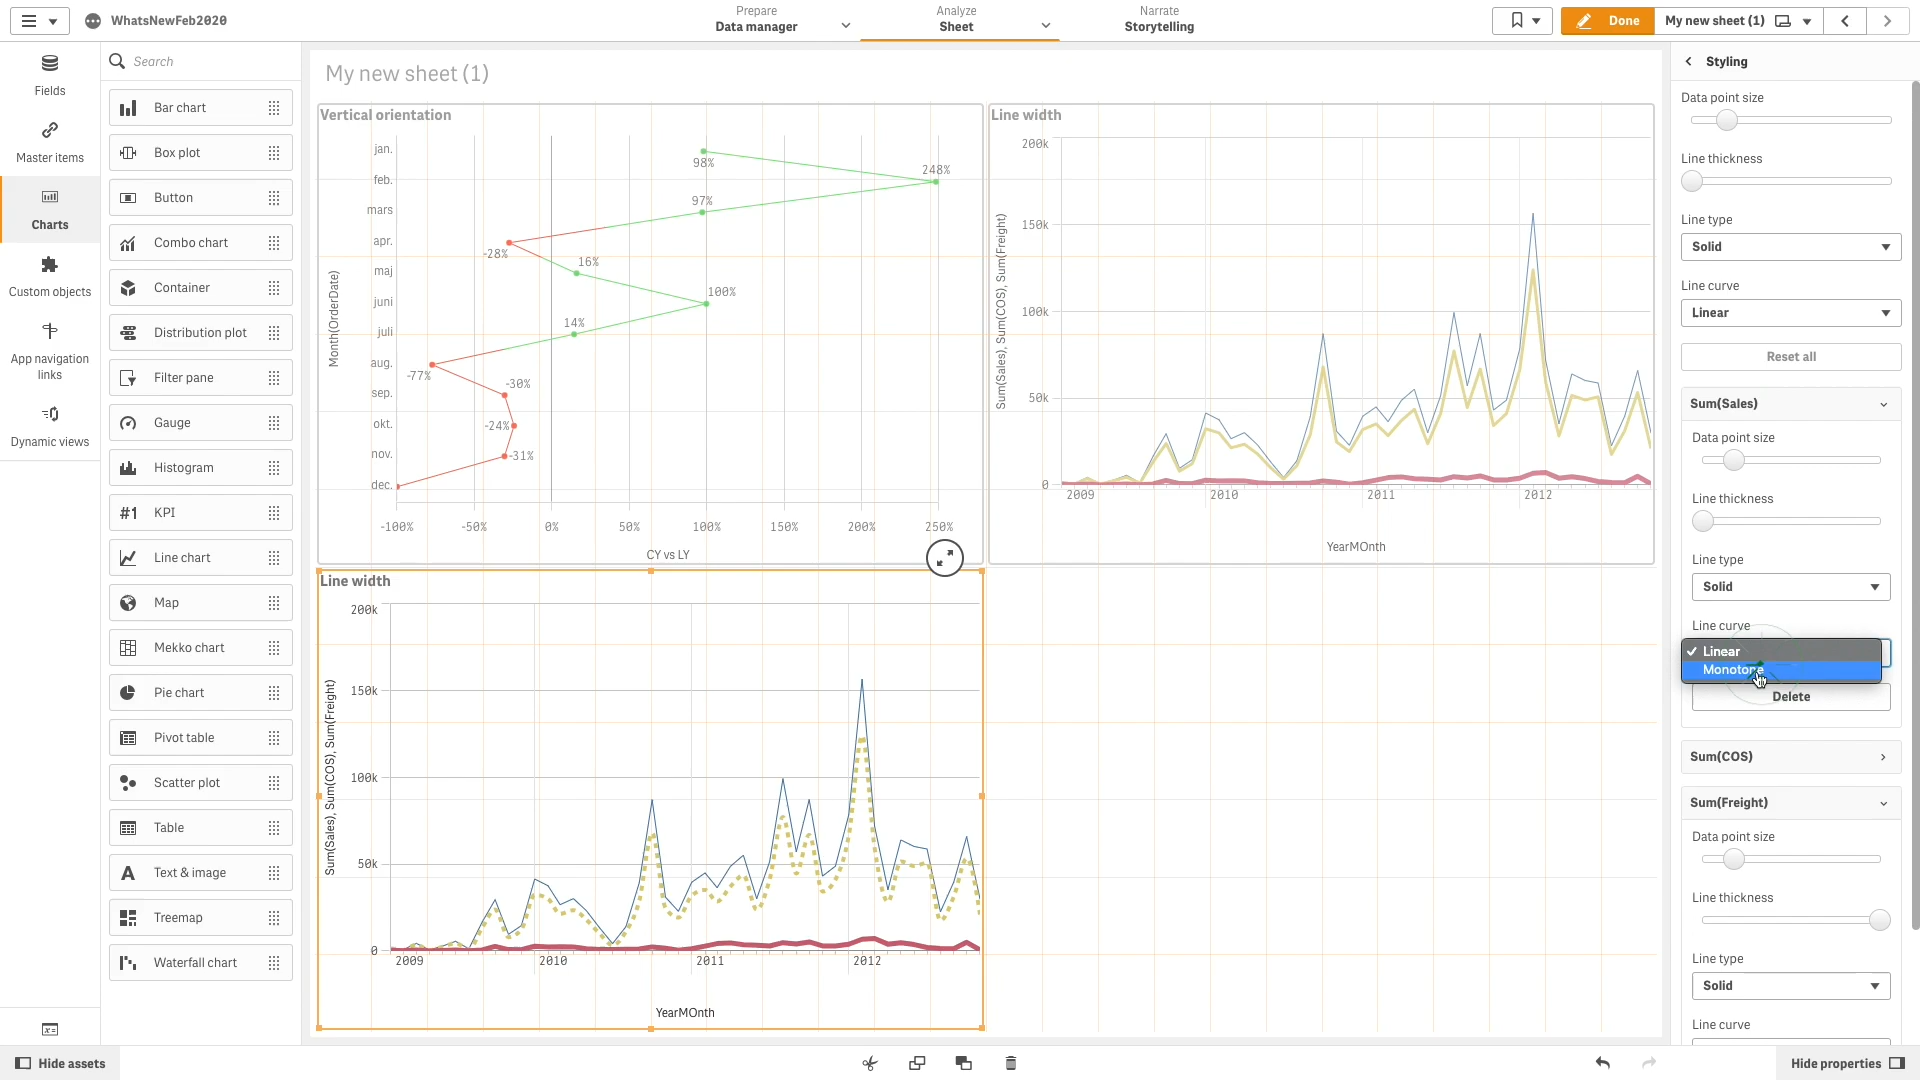 WhatsNewFeb2020
Prepare
Data manager
Analyze
Sheet
Narrate
Storytelling
Done
My new sheet (1)
Fields
Master items
Charts
Custom objects
App navigation
links
Dynamic views
Search
Bar chart
Box plot
Button
Combo chart
Container
Distribution plot
Filter pane
Gauge
Histogram
#1 KPI
Line chart
Map
Mekko chart
Pie chart
Pivot table
Scatter plot
Table
A Text & image
Treemap
Waterfall chart
My new sheet (1)
Vertical orientation
Month(OrderDate)
jan.
feb.
mars
apr.
maj
juni
juli
aug.
sep.
okt.
nov.
dec.
98%
248%
97%
-28%
16%
100%
14%
-77%
-30%
-24%
-31%
-100%
-50%
0%
50%
100%
150%
200%
250%
CY vs LY
Line width
Sum(Sales), Sum(COS), Sum(Freight)
200k
150k
100k
50k
0
2009
2010
2011
2012
YearMOnth
Line width
Sum(Sales), Sum(COS), Sum(Freight)
200k
150k
100k
50k
0
2009
2010
2011
2012
YearMOnth
Styling
Data point size
Line thickness
Line type
Solid
Line curve
Linear
Reset all
Sum(Sales)
Data point size
Line thickness
Line type
Solid
Line curve
✓ Linear
Monotone
Delete
Sum(COS)
Sum(Freight)
Data point size
Line thickness
Line type
Solid
Line curve
Hide assets
Hide properties